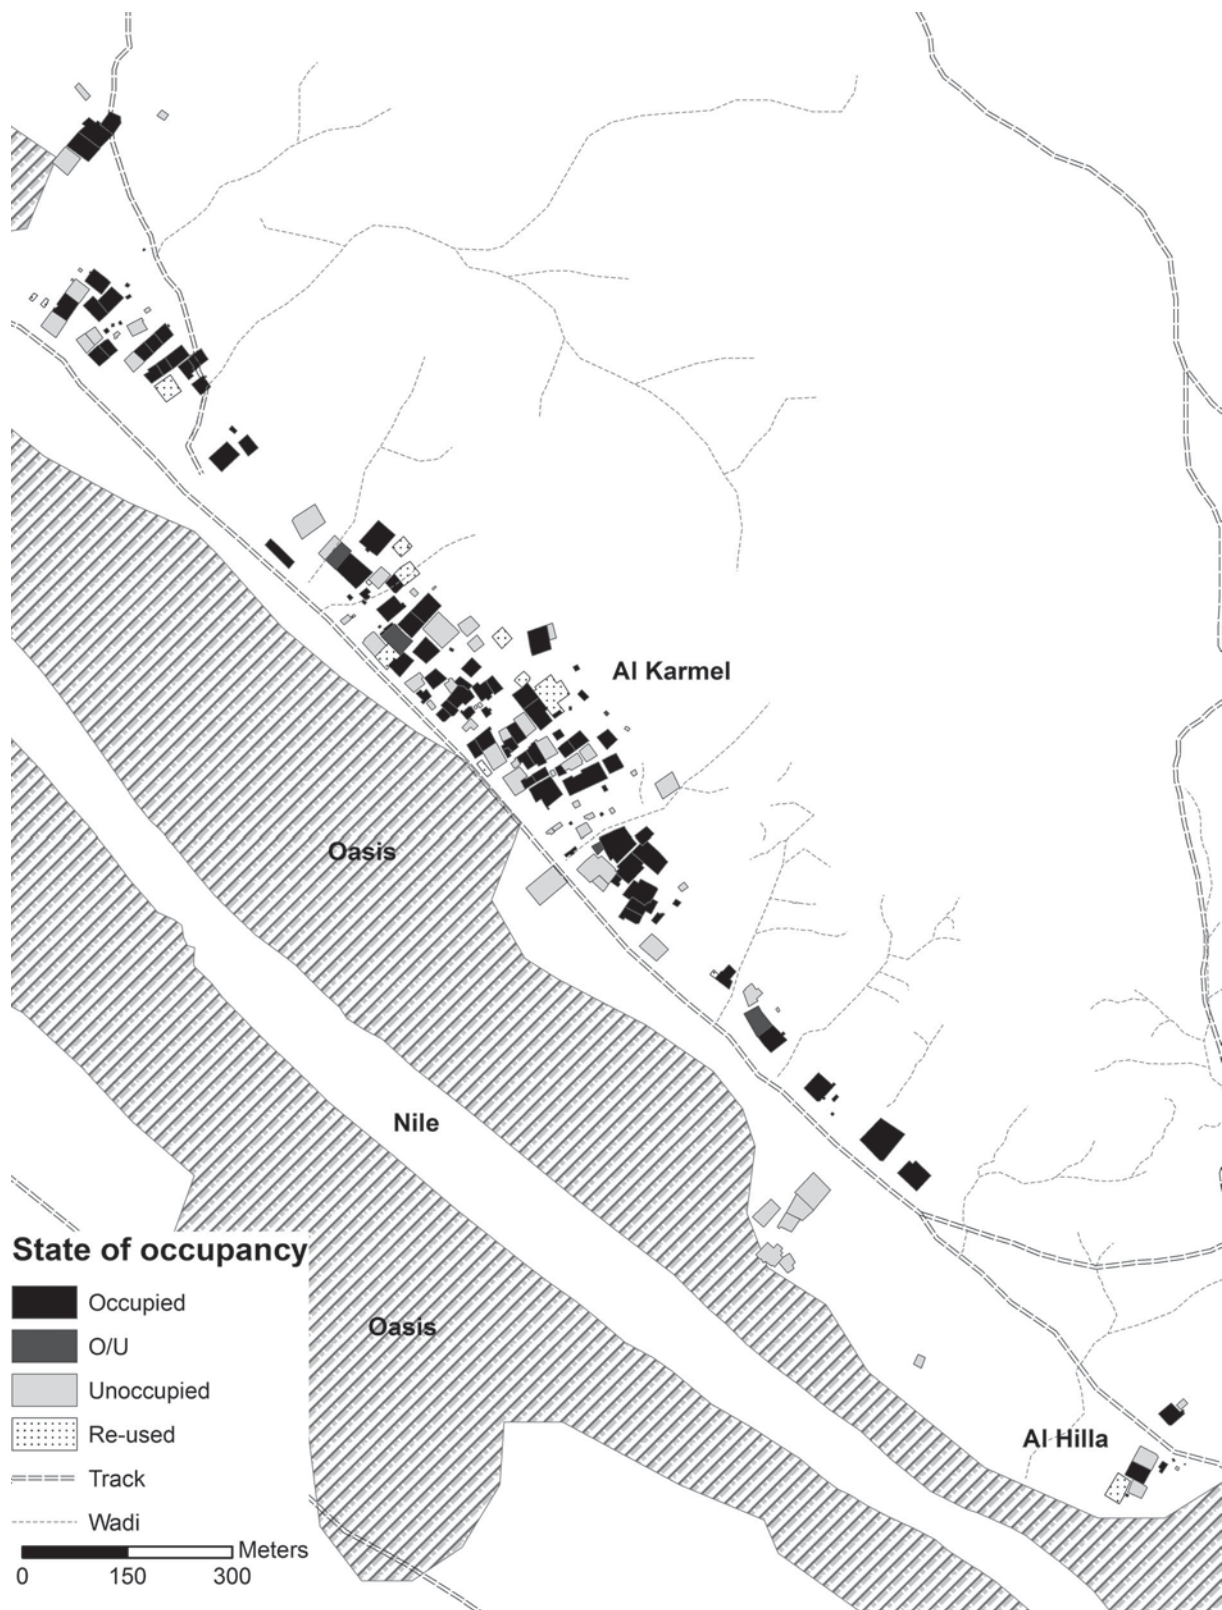 Al Karmel
Oasis
Nile
State of occupancy
Occupied
O/U
Unoccupied
Re-used
Track
Wadi
Meters
0 150 300
Oasis
Al Hilla